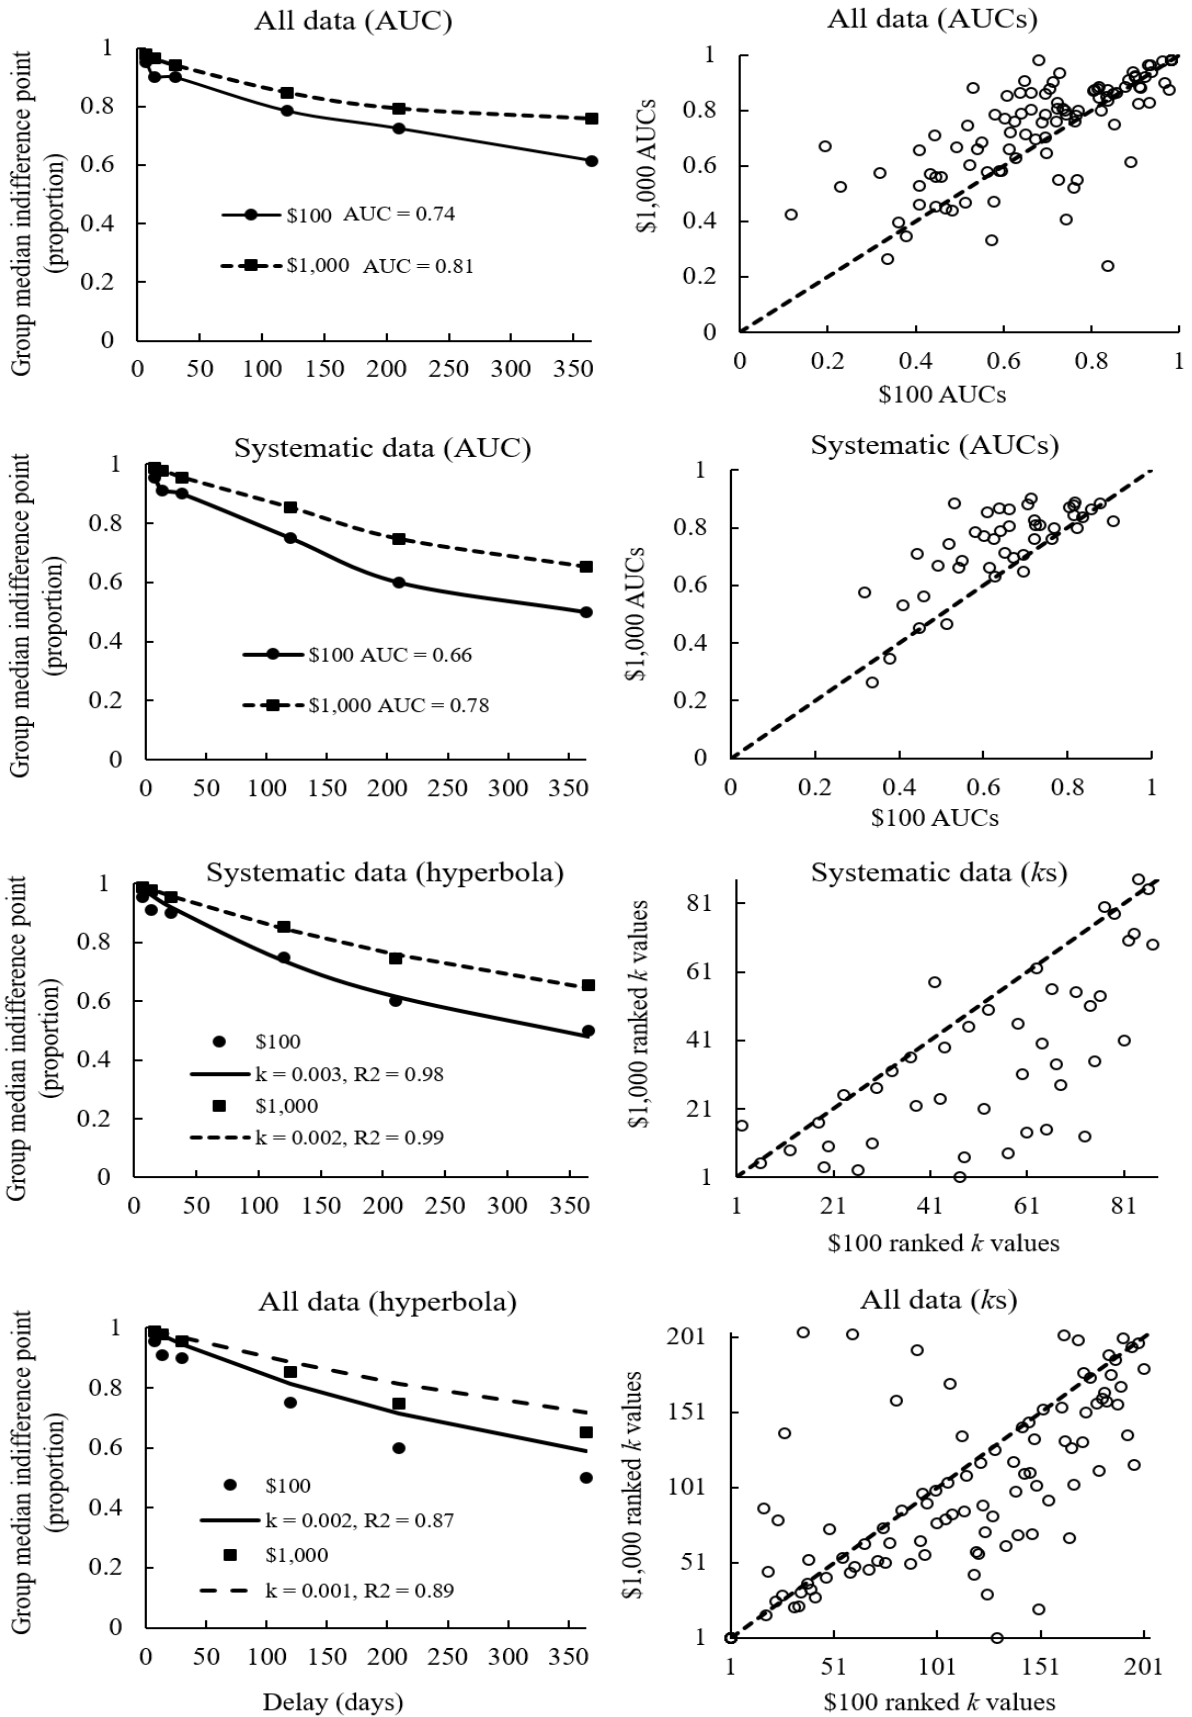 All data (AUC)
Group median indifference point
(proportion)
1
0.8
0.6
0.4
0.2
0
$100 AUC = 0.74
$1,000 AUC = 0.81
0 50 100 150 200 250 300 350
All data (AUCs)
$1,000 AUCs
1
0.8
0.6
0.4
0.2
0
0 0.2 0.4 0.6 0.8 1
$100 AUCs
Systematic data (AUC)
Group median indifference point
(proportion)
1
0.8
0.6
0.4
0.2
0
$100 AUC = 0.66
$1,000 AUC = 0.78
0 50 100 150 200 250 300 350
Systematic (AUCs)
$1,000 AUCs
1
0.8
0.6
0.4
0.2
0
0 0.2 0.4 0.6 0.8 1
$100 AUCs
Systematic data (hyperbola)
Group median indifference point
(proportion)
1
0.8
0.6
0.4
0.2
0
$100
k = 0.003, R2 = 0.98
$1,000
k = 0.002, R2 = 0.99
0 50 100 150 200 250 300 350
Systematic data (ks)
$1,000 ranked k values
81
61
41
21
1
1 21 41 61 81
$100 ranked k values
All data (hyperbola)
Group median indifference point
(proportion)
1
0.8
0.6
0.4
0.2
0
$100
k = 0.002, R2 = 0.87
$1,000
k = 0.001, R2 = 0.89
0 50 100 150 200 250 300 350
Delay (days)
All data (ks)
$1,000 ranked k values
201
151
101
51
1
1 51 101 151 201
$100 ranked k values